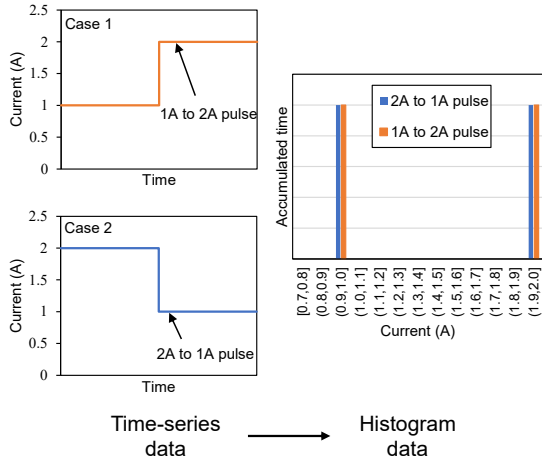 Case 1
Current (A)
2.5
2
1.5
1
0.5
0
1A to 2A pulse
Time
Case 2
Current (A)
2.5
2
1.5
1
0.5
0
2A to 1A pulse
Time
Accumulated time
2A to 1A pulse
1A to 2A pulse
[0.7,0.8]
(0.8,0.9]
(0.9,1.0]
(1.0,1.1]
(1.1,1.2]
(1.2,1.3]
(1.3,1.4]
(1.4,1.5]
(1.5,1.6]
(1.6,1.7]
(1.7,1.8]
(1.8,1.9]
(1.9,2.0]
Current (A)
Time-series
data
Histogram
data